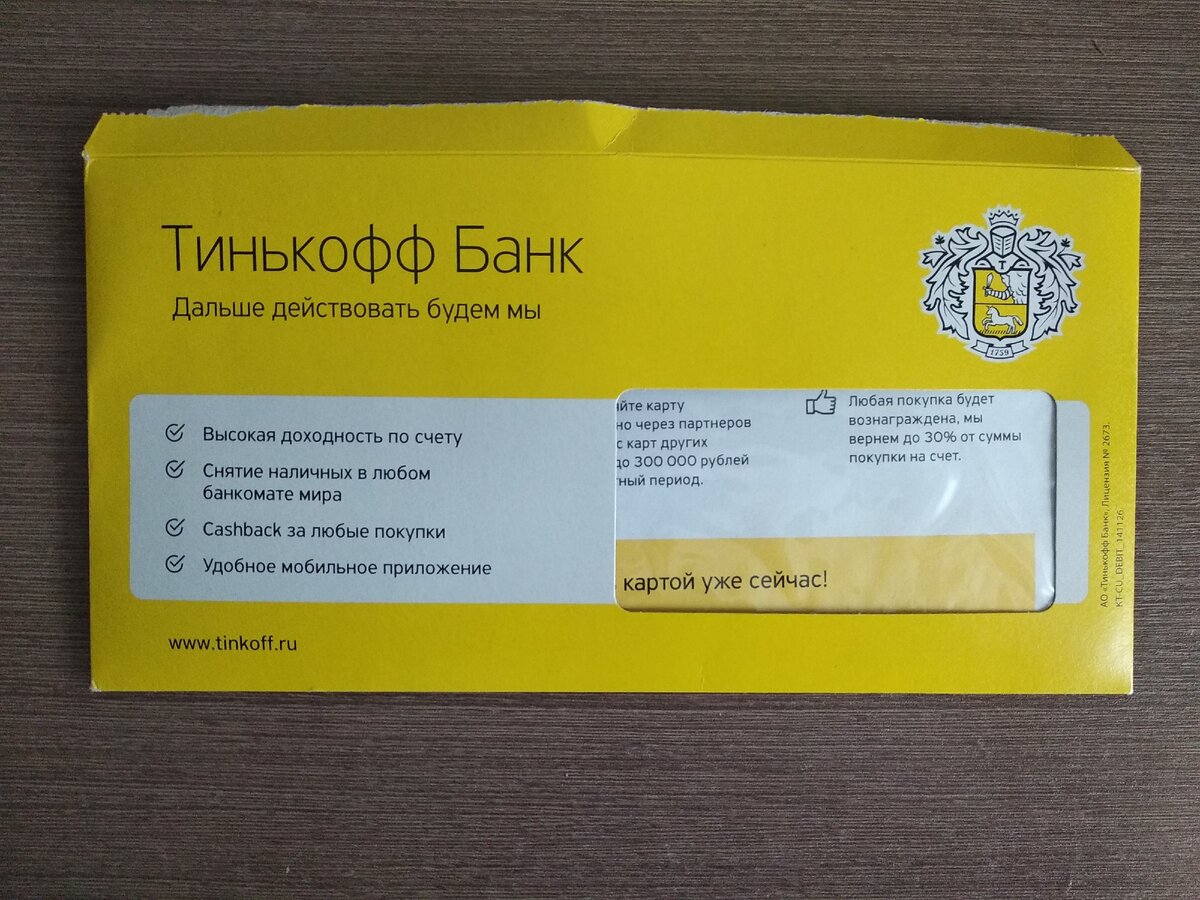 Тинькофф Банк
Дальше действовать будем мы
Т
1759
Высокая доходность по счету
Снятие наличных в любом
банкомате мира
Cashback за любые покупки
Удобное мобильное приложение
йте карту
но через партнеров
с карт других
до 300 000 рублей
тный период.
Любая покупка будет
вознаграждена, мы
вернем до 30% от суммы
покупки на счет.
картой уже сейчас!
www.tinkoff.ru
АО «Тинькофф Банк», Лицензия № 2673.
KT-CU_DEBIT_141126